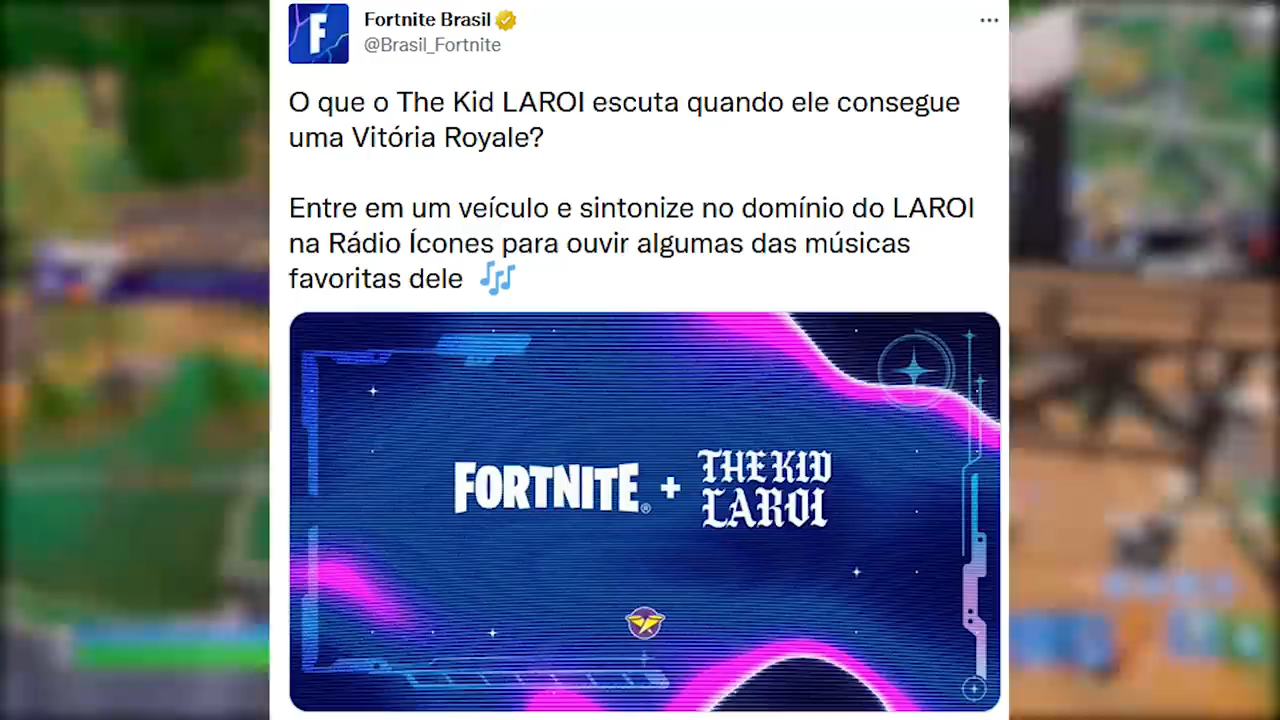 Fortnite Brasil
@Brasil_Fortnite
O que o The Kid LAROI escuta quando ele consegue
uma Vitória Royale?
Entre em um veículo e sintonize no domínio do LAROI
na Rádio Ícones para ouvir algumas das músicas
favoritas dele 🎶
FORTNITE® + THE KID
LAROI